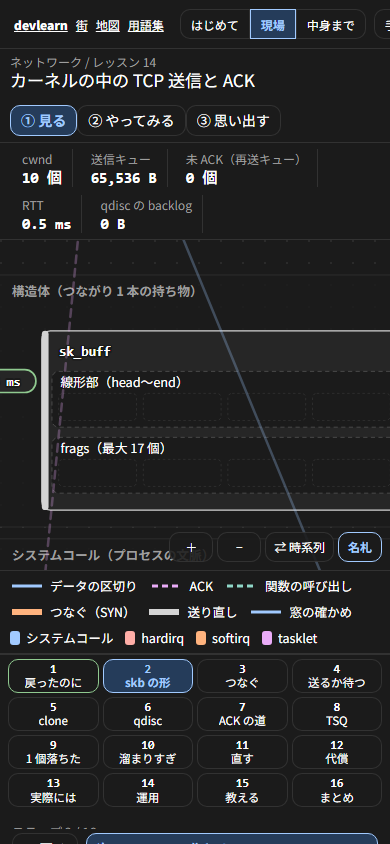 devlearn 街 地図 用語集 はじめて 現場 中身まで
ネットワーク / レッスン 14
カーネルの中の TCP 送信と ACK
① 見る ② やってみる ③ 思い出す
cwnd 送信キュー 未 ACK（再送キュー）
10 個 65,536 B 0 個
RTT qdisc の backlog
0.5 ms 0 B
構造体（つながり 1 本の持ち物）
sk_buff
ms 線形部（head〜end）
frags（最大 17 個）
＋ － ⇄ 時系列 名札
システムコール（プロセスの
データの区切り ACK 関数の呼び出し
つなぐ（SYN） 送り直し 窓の確かめ
システムコール hardirq softirq tasklet
1 2 3 4
戻ったのに skb の形 つなぐ 送るか待つ
5 6 7 8
clone qdisc ACK の道 TSQ
9 10 11 12
1 個落ちた 溜まりすぎ 直す 代償
13 14 15 16
実際には 運用 教える まとめ